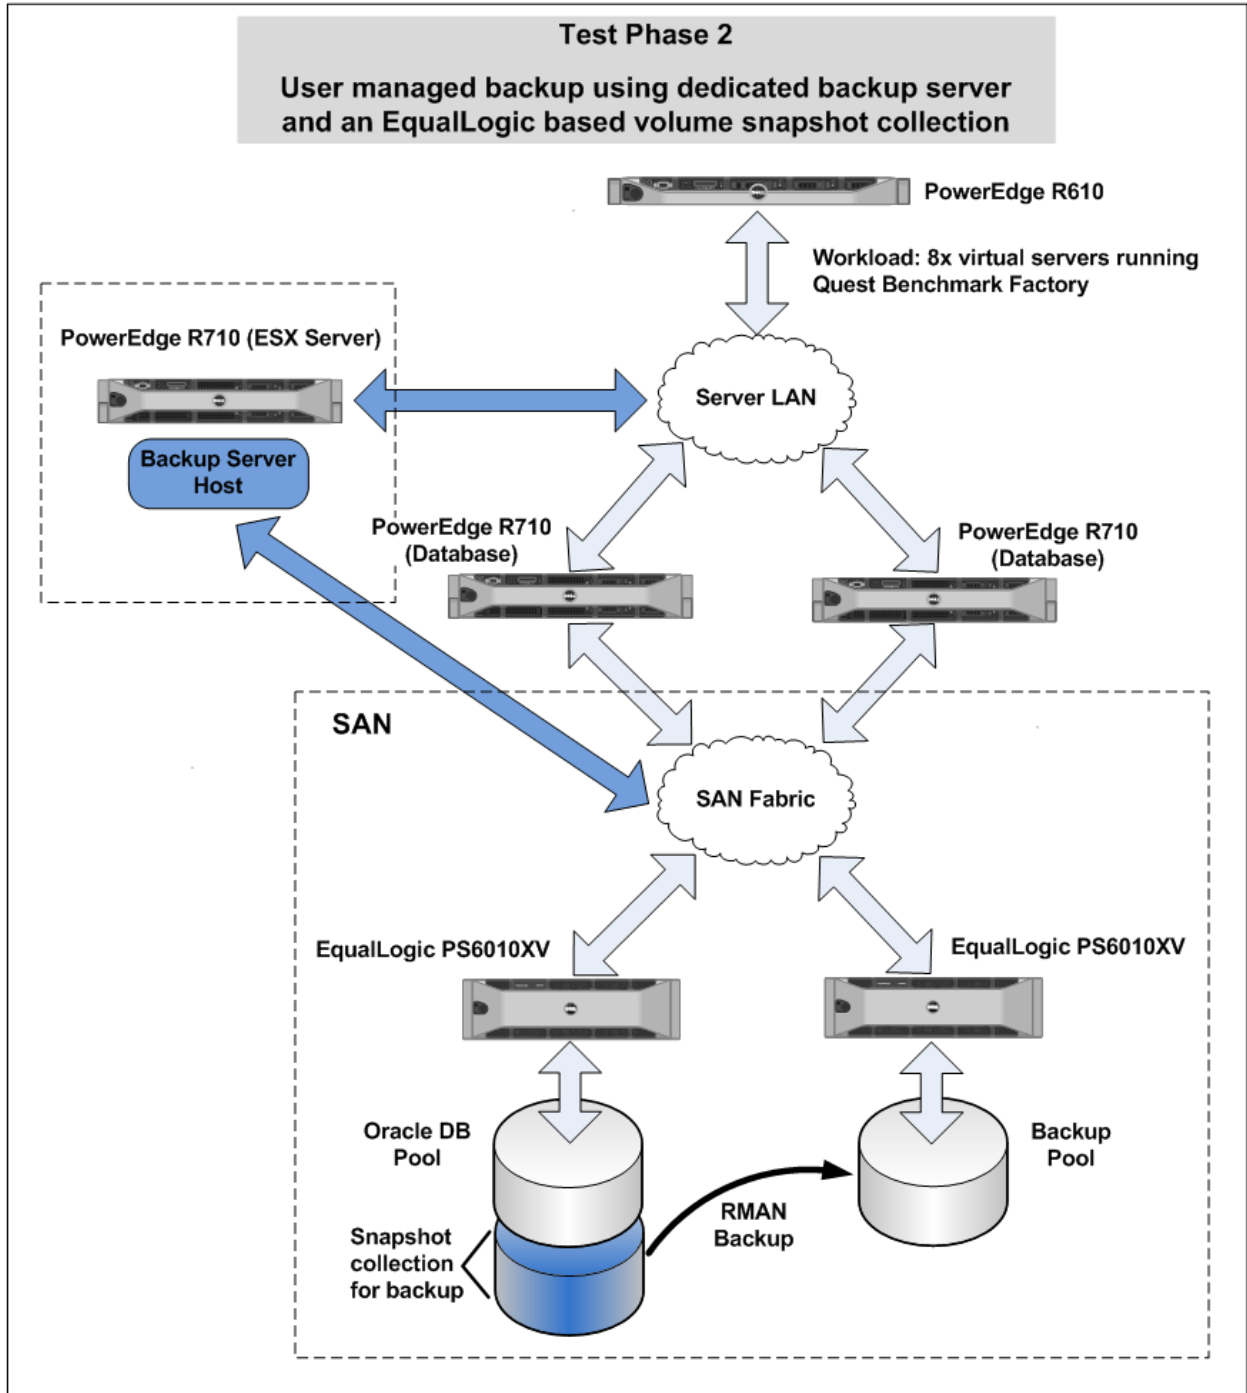 Test Phase 2
User managed backup using dedicated backup server
and an EqualLogic based volume snapshot collection
PowerEdge R610
Workload: 8x virtual servers running
Quest Benchmark Factory
PowerEdge R710 (ESX Server)
Server LAN
Backup Server
Host
PowerEdge R710
(Database)
PowerEdge R710
(Database)
SAN
SAN Fabric
EqualLogic PS6010XV
EqualLogic PS6010XV
Oracle DB
Pool
Backup
Pool
RMAN
Backup
Snapshot
collection
for backup